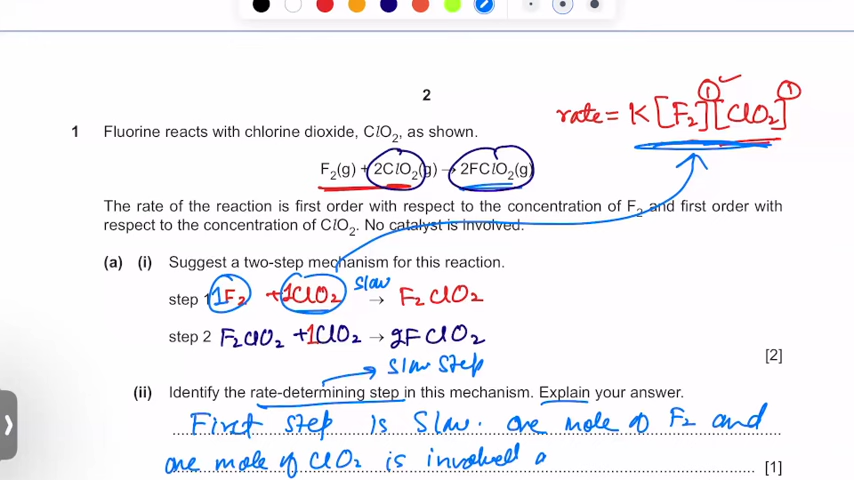 2
rate = K [F₂]¹ [ClO₂]¹
1 Fluorine reacts with chlorine dioxide, ClO₂, as shown.
F₂(g) + 2ClO₂(g) → 2FClO₂(g)
The rate of the reaction is first order with respect to the concentration of F₂ and first order with
respect to the concentration of ClO₂. No catalyst is involved.
(a) (i) Suggest a two-step mechanism for this reaction.
step 1 1F₂ + 1ClO₂ slow → F₂ClO₂
step 2 F₂ClO₂ + 1ClO₂ → 2FClO₂
[2]
slow step
(ii) Identify the rate-determining step in this mechanism. Explain your answer.
First step is slow. one mole of F₂ and
one mole of ClO₂ is involved a
[1]